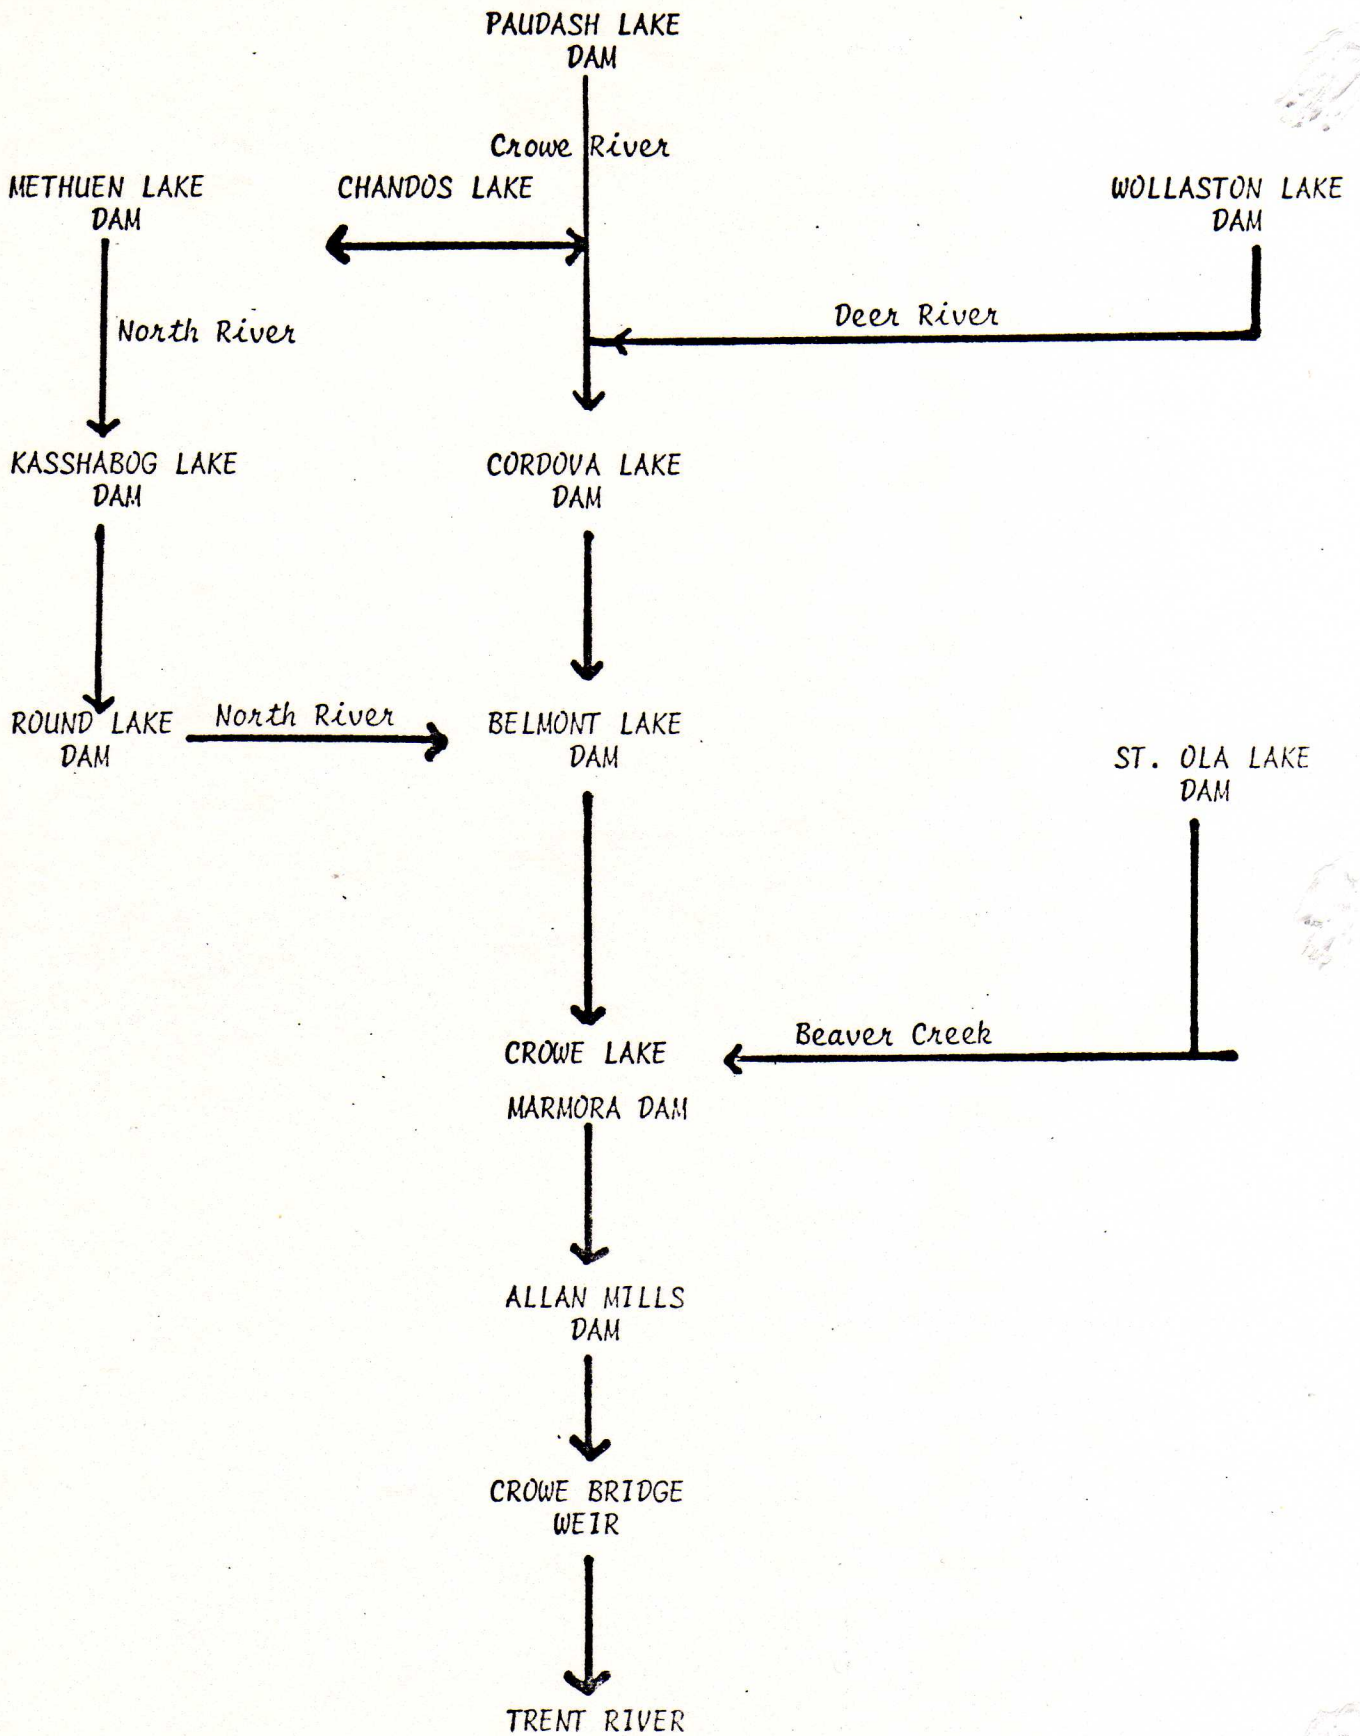 PAUDASH LAKE
DAM
Crowe River
METHUEN LAKE
DAM
CHANDOS LAKE
WOLLASTON LAKE
DAM
North River
Deer River
KASSHABOG LAKE
DAM
CORDOVA LAKE
DAM
ROUND LAKE
DAM
North River
BELMONT LAKE
DAM
ST. OLA LAKE
DAM
CROWE LAKE
MARMORA DAM
Beaver Creek
ALLAN MILLS
DAM
CROWE BRIDGE
WEIR
TRENT RIVER